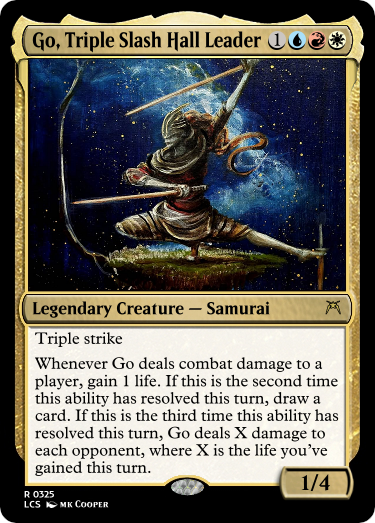 Go, Triple Slash Hall Leader 1
Legendary Creature — Samurai
Triple strike
Whenever Go deals combat damage to a
player, gain 1 life. If this is the second time
this ability has resolved this turn, draw a
card. If this is the third time this ability has
resolved this turn, Go deals X damage to
each opponent, where X is the life you’ve
gained this turn.
1/4
R 0325
LCS MK COOPER